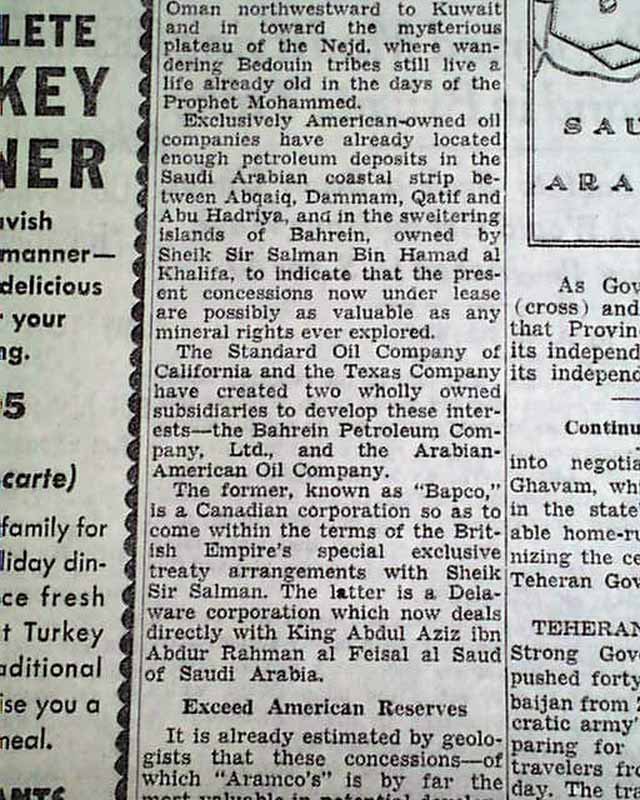 LETE
KEY
NER
avish
manner—
delicious
your
ng.
5
carte)
family for
liday din-
ce fresh
t Turkey
aditional
ise you a
meal.
ANTS
Oman northwestward to Kuwait
and in toward the mysterious
plateau of the Nejd. where wan-
dering Bedouin tribes still live a
life already old in the days of the
Prophet Mohammed.
Exclusively American-owned oil
companies have already located
enough petroleum deposits in the
Saudi Arabian coastal strip be-
tween Abqaiq, Dammam, Qatif and
Abu Hadriya, and in the sweltering
islands of Bahrein, owned by
Sheik Sir Salman Bin Hamad al
Khalifa, to indicate that the pres-
ent concessions now under lease
are possibly as valuable as any
mineral rights ever explored.
The Standard Oil Company of
California and the Texas Company
have created two wholly owned
subsidiaries to develop these inter-
ests—the Bahrein Petroleum Com-
pany, Ltd., and the Arabian-
American Oil Company.
The former, known as "Bapco,"
is a Canadian corporation so as to
come within the terms of the Brit-
ish Empire's special exclusive
treaty arrangements with Sheik
Sir Salman. The latter is a Dela-
ware corporation which now deals
directly with King Abdul Aziz ibn
Abdur Rahman al Feisal al Saud
of Saudi Arabia.
Exceed American Reserves
It is already estimated by geolo-
gists that these concessions—of
which "Aramco's" is by far the
most valuable in potential
SAU
ARA
As Gov
(cross) and
that Provin
its independ
its independ
Continu
into negotia
Ghavam, wh
in the state'
able home-ru
nizing the ce
Teheran Gov
TEHERAN
Strong Gov
pushed forty
baijan from 2
cratic army"
paring for
travelers fro
day. The tra